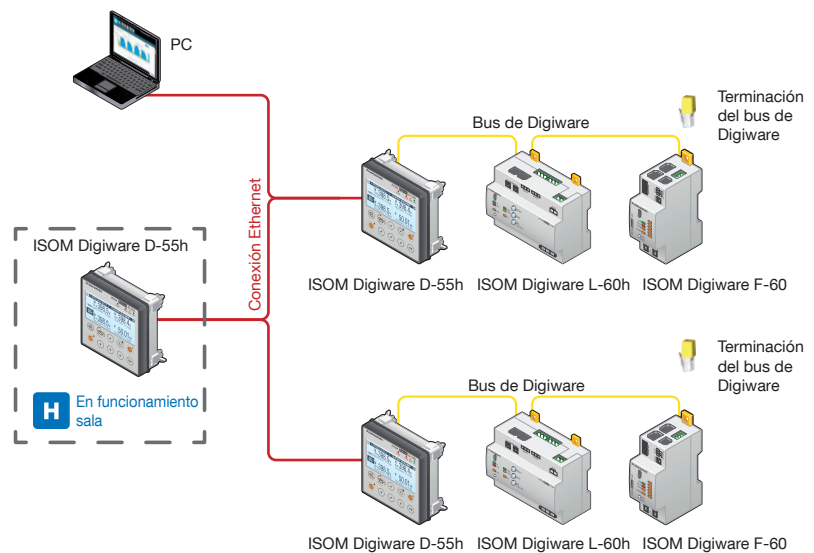 PC
Terminación
del bus de
Digiware
Bus de Digiware
Conexión Ethernet
ISOM Digiware D-55h
ISOM Digiware D-55h
ISOM Digiware L-60h
ISOM Digiware F-60
H
En funcionamiento
sala
Terminación
del bus de
Digiware
Bus de Digiware
ISOM Digiware D-55h
ISOM Digiware L-60h
ISOM Digiware F-60